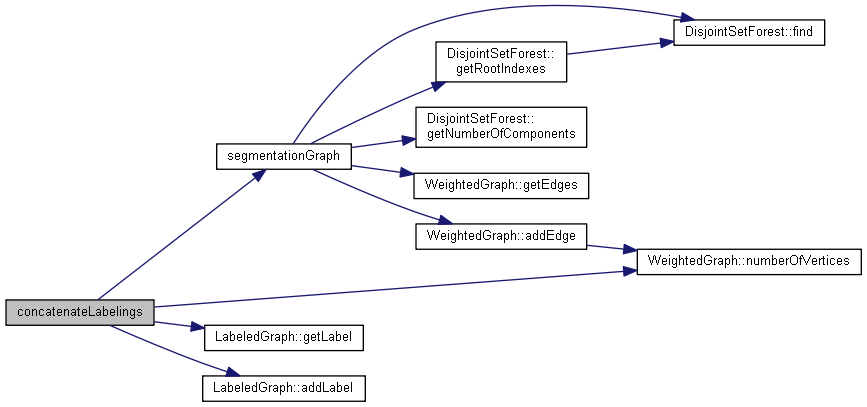 DisjointSetForest::find
DisjointSetForest::
getRootIndexes
DisjointSetForest::
getNumberOfComponents
segmentationGraph
WeightedGraph::getEdges
WeightedGraph::addEdge
WeightedGraph::numberOfVertices
concatenateLabelings
LabeledGraph::getLabel
LabeledGraph::addLabel